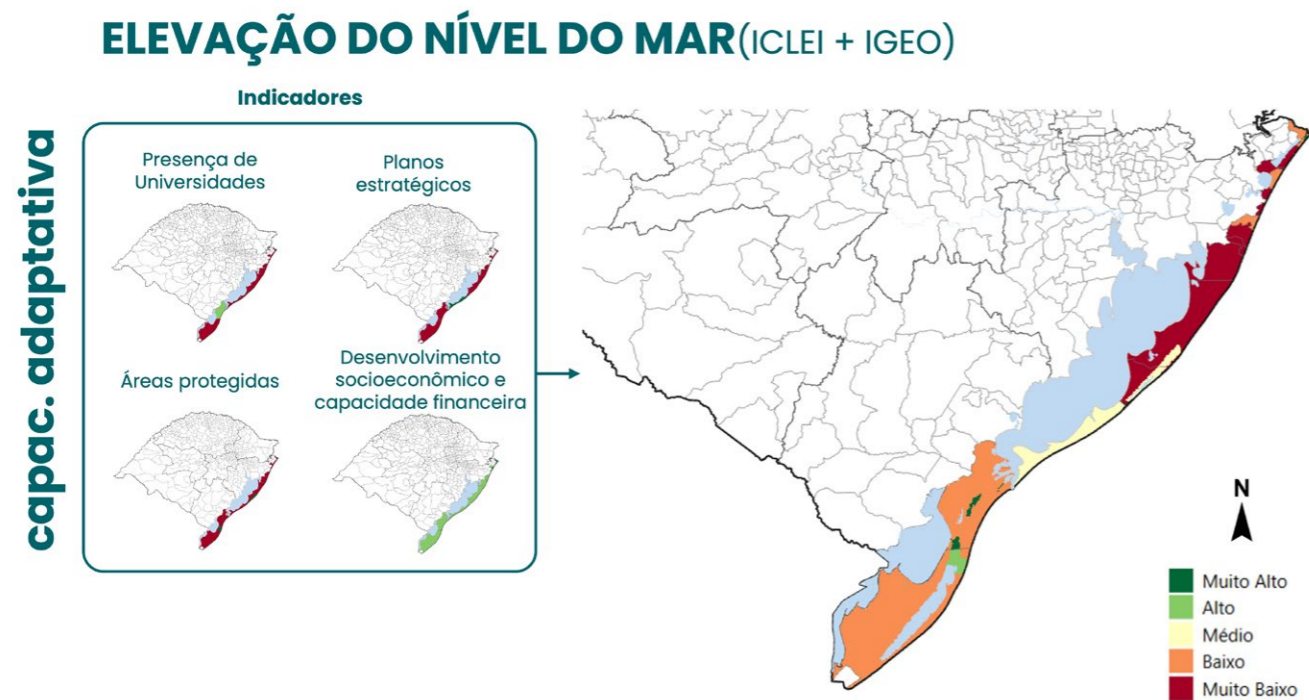 ELEVAÇÃO DO NÍVEL DO MAR(ICLEI + IGEO)
capac. adaptativa
Indicadores
Presença de
Universidades
Planos
estratégicos
Áreas protegidas
Desenvolvimento
socioeconômico e
capacidade financeira
N
Muito Alto
Alto
Médio
Baixo
Muito Baixo